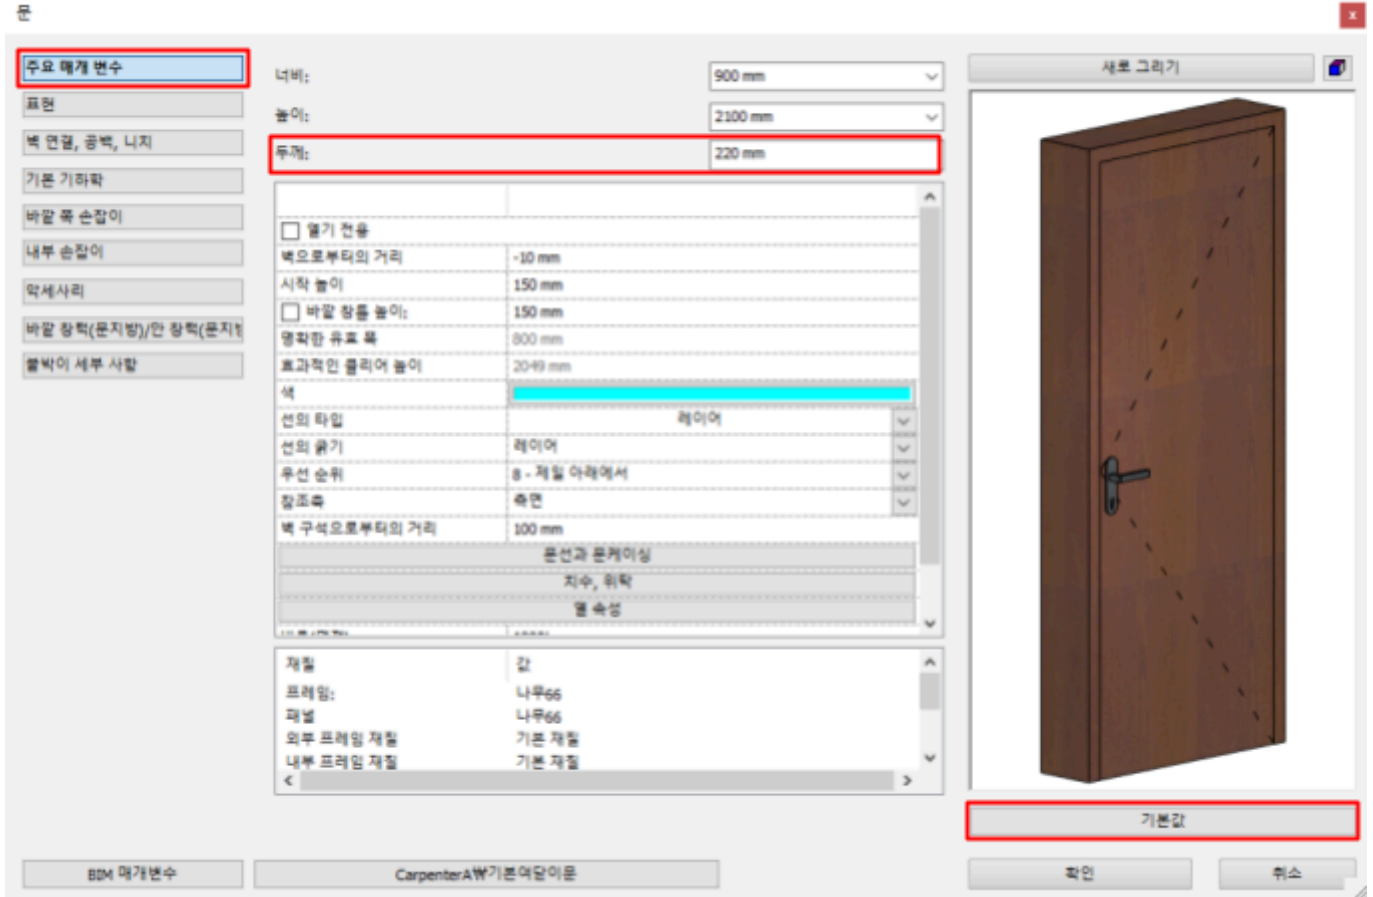 문
x
주요 매개 변수
표현
벽 연결, 공백, 니치
기본 기하학
바깥 쪽 손잡이
내부 손잡이
악세사리
바깥 창턱(문지방)/안 창턱(문지방
붙박이 세부 사항
너비: 900 mm
높이: 2100 mm
두께: 220 mm
열기 전용
벽으로부터의 거리 -10 mm
시작 높이 150 mm
바깥 창틀 높이: 150 mm
명확한 유효 폭 800 mm
효과적인 클리어 높이 2049 mm
색
선의 타입 레이어
선의 굵기 레이어
우선 순위 8 - 제일 아래에서
참조축 측면
벽 구석으로부터의 거리 100 mm
문선과 문케이싱
치수, 위탁
열 속성
재질 값
프레임: 나무66
패널 나무66
외부 프레임 재질 기본 재질
내부 프레임 재질 기본 재질
새로 그리기
기본값
BIM 매개변수
CarpenterA₩기본여닫이문
확인
취소